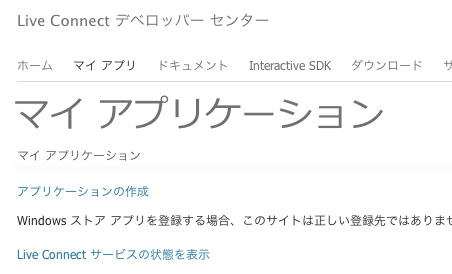 Live Connect デベロッパー センター
ホーム マイ アプリ ドキュメント Interactive SDK ダウンロード サ
マイ アプリケーション
マイ アプリケーション
アプリケーションの作成
Windows ストア アプリを登録する場合、このサイトは正しい登録先ではありませ
Live Connect サービスの状態を表示